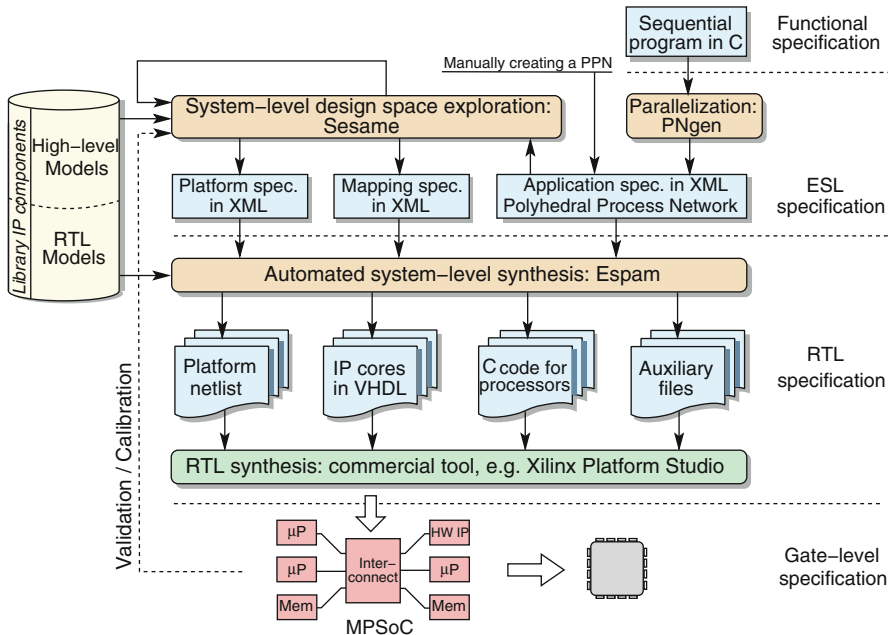 Sequential
program in C
Functional
specification
Manually creating a PPN
System–level design space exploration:
Sesame
Parallelization:
PNgen
Library IP components
High–level
Models
RTL
Models
Platform spec.
in XML
Mapping spec.
in XML
Application spec. in XML
Polyhedral Process Network
ESL
specification
Automated system–level synthesis: Espam
Platform
netlist
IP cores
in VHDL
C code for
processors
Auxiliary
files
RTL
specification
RTL synthesis: commercial tool, e.g. Xilinx Platform Studio
Validation / Calibration
μP
μP
Mem
Inter–
connect
HW IP
μP
Mem
MPSoC
Gate–level
specification